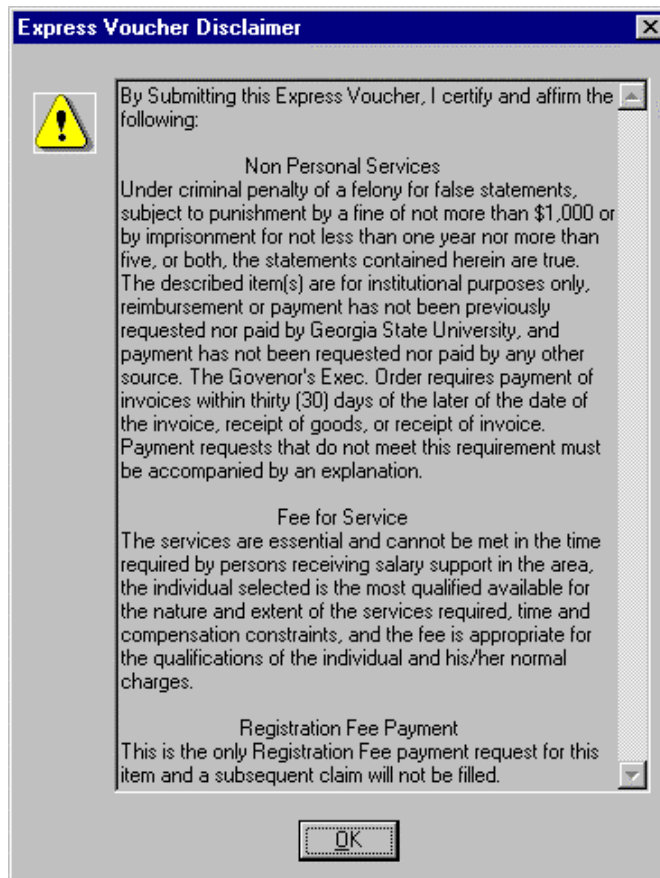 Express Voucher Disclaimer
By Submitting this Express Voucher, I certify and affirm the
following:
Non Personal Services
Under criminal penalty of a felony for false statements,
subject to punishment by a fine of not more than $1,000 or
by imprisonment for not less than one year nor more than
five, or both, the statements contained herein are true.
The described item(s) are for institutional purposes only,
reimbursement or payment has not been previously
requested nor paid by Georgia State University, and
payment has not been requested nor paid by any other
source. The Govenor's Exec. Order requires payment of
invoices within thirty (30) days of the later of the date of
the invoice, receipt of goods, or receipt of invoice.
Payment requests that do not meet this requirement must
be accompanied by an explanation.
Fee for Service
The services are essential and cannot be met in the time
required by persons receiving salary support in the area,
the individual selected is the most qualified available for
the nature and extent of the services required, time and
compensation constraints, and the fee is appropriate for
the qualifications of the individual and his/her normal
charges.
Registration Fee Payment
This is the only Registration Fee payment request for this
item and a subsequent claim will not be filled.
OK